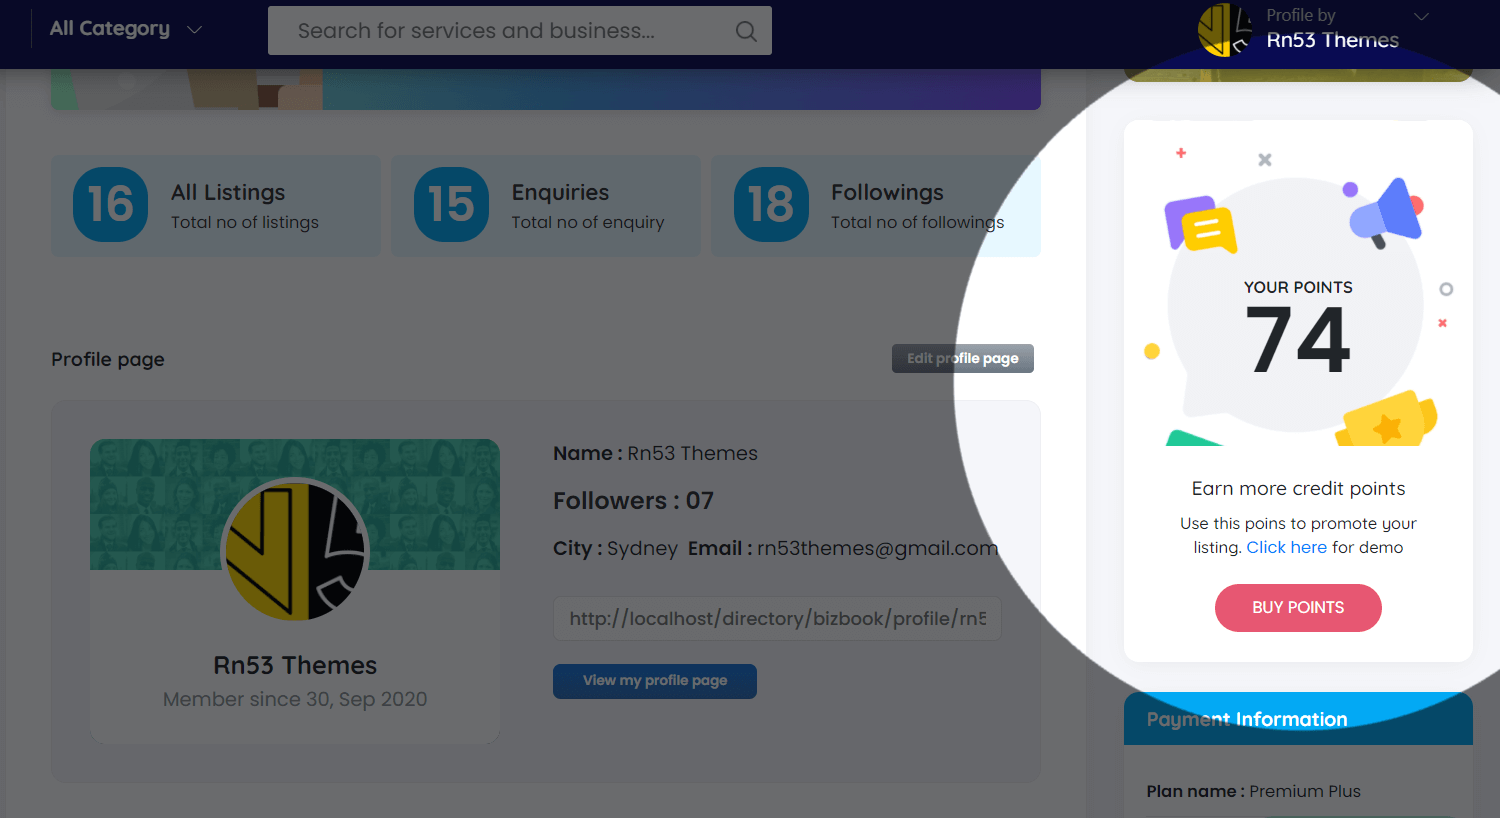 All Category
Search for services and business...
Profile by
Rn53 Themes
16
All Listings
Total no of listings
15
Enquiries
Total no of enquiry
18
Followings
Total no of followings
Profile page
Edit profile page
Rn53 Themes
Member since 30, Sep 2020
Name : Rn53 Themes
Followers : 07
City : Sydney Email : rn53themes@gmail.com
http://localhost/directory/bizbook/profile/rn5
View my profile page
YOUR POINTS
74
Earn more credit points
Use this poins to promote your
listing. Click here for demo
BUY POINTS
Payment Information
Plan name : Premium Plus